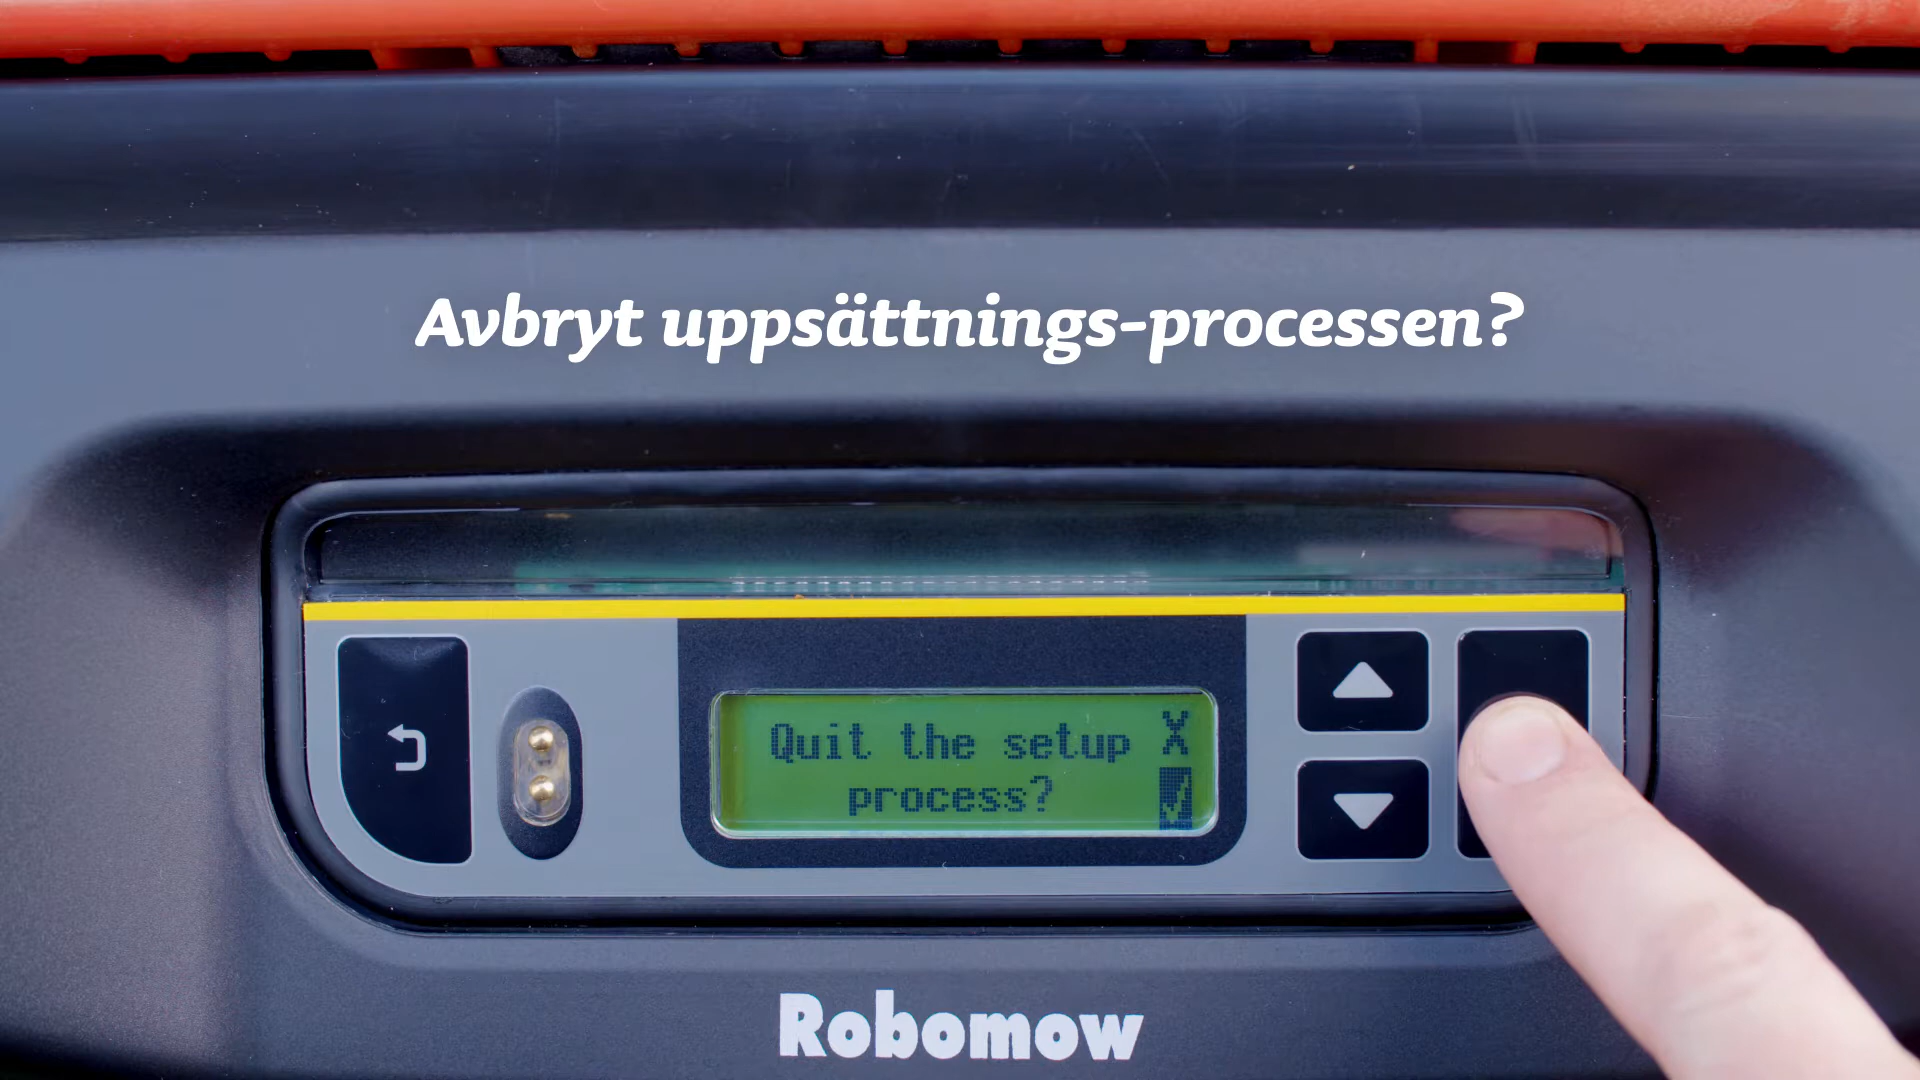 Avbryt uppsättnings-processen?
Quit the setup X
process? ✓
Robomow